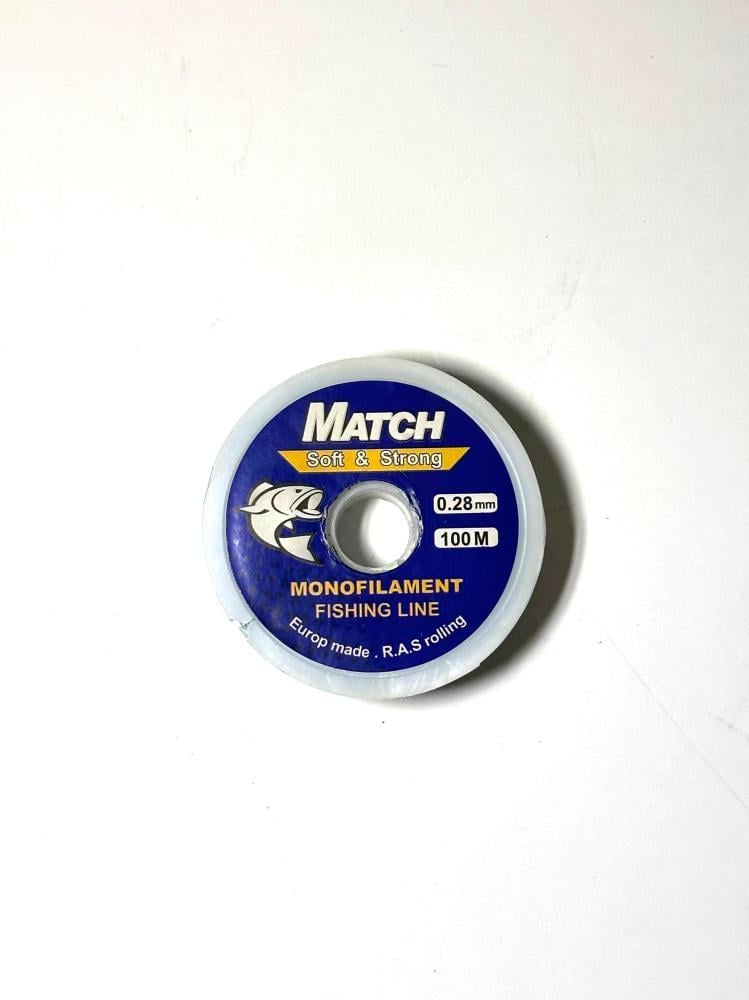 MATCH
Soft & Strong
0.28mm
100 M
MONOFILAMENT
FISHING LINE
Europ made . R.A.S rolling